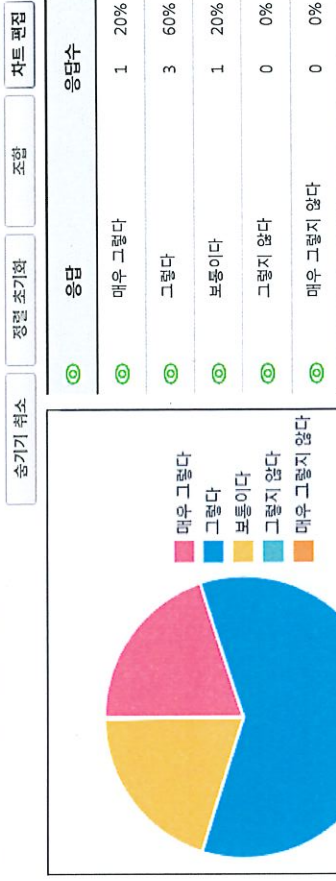 숨기기 취소 정렬 초기화 조합 차트 편집
매우 그렇다
그렇다
보통이다
그렇지 않다
매우 그렇지 않다
응답 응답수
매우 그렇다 1 20%
그렇다 3 60%
보통이다 1 20%
그렇지 않다 0 0%
매우 그렇지 않다 0 0%